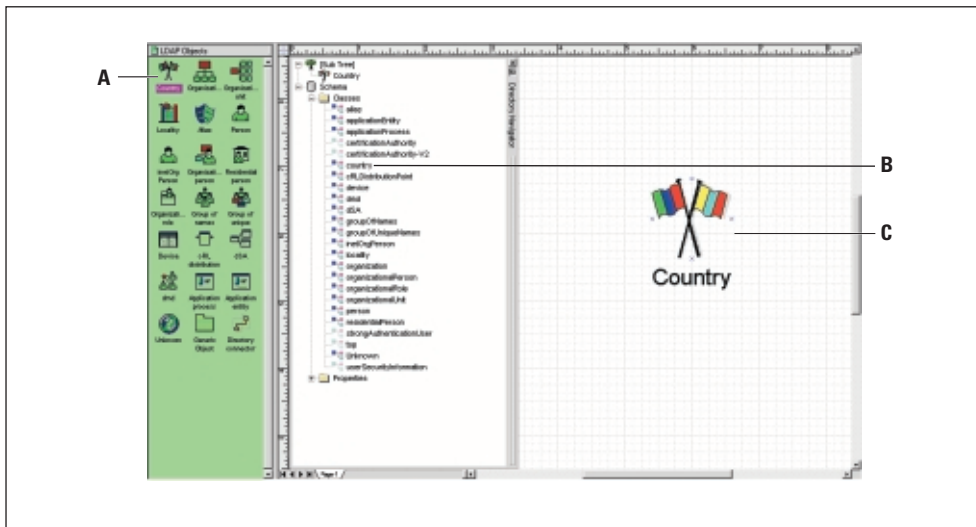 LDAP Objects
A
B
C
Country
Organizati...
Organizati...
unit
Locality
Alias
Person
inetOrg
Person
Organizati...
person
Residential
person
Organizati...
role
Group of
names
Group of
unique
Device
cRL
distribution
dSA
dmd
Application
process
Application
entity
Unknown
Generic
Object
Directory
connector
[Sub Tree]
Country
Schema
Classes
alias
applicationEntity
applicationProcess
certificationAuthority
certificationAuthority-V2
country
cRLDistributionPoint
device
dmd
dSA
groupOfNames
groupOfUniqueNames
inetOrgPerson
locality
organization
organizationalPerson
organizationalRole
organizationalUnit
person
residentialPerson
strongAuthenticationUser
top
Unknown
userSecurityInformation
Properties
Directory Navigator
Page-1
Country